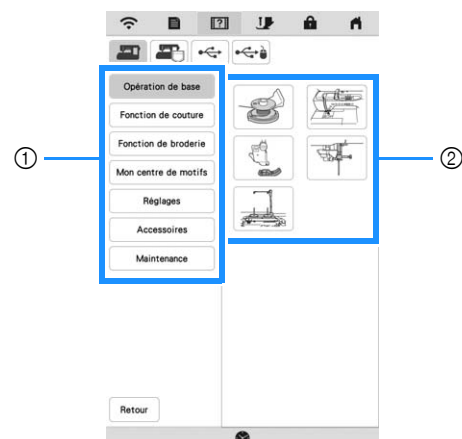 Opération de base
Fonction de couture
Fonction de broderie
① Mon centre de motifs ②
Réglages
Accessoires
Maintenance
Retour